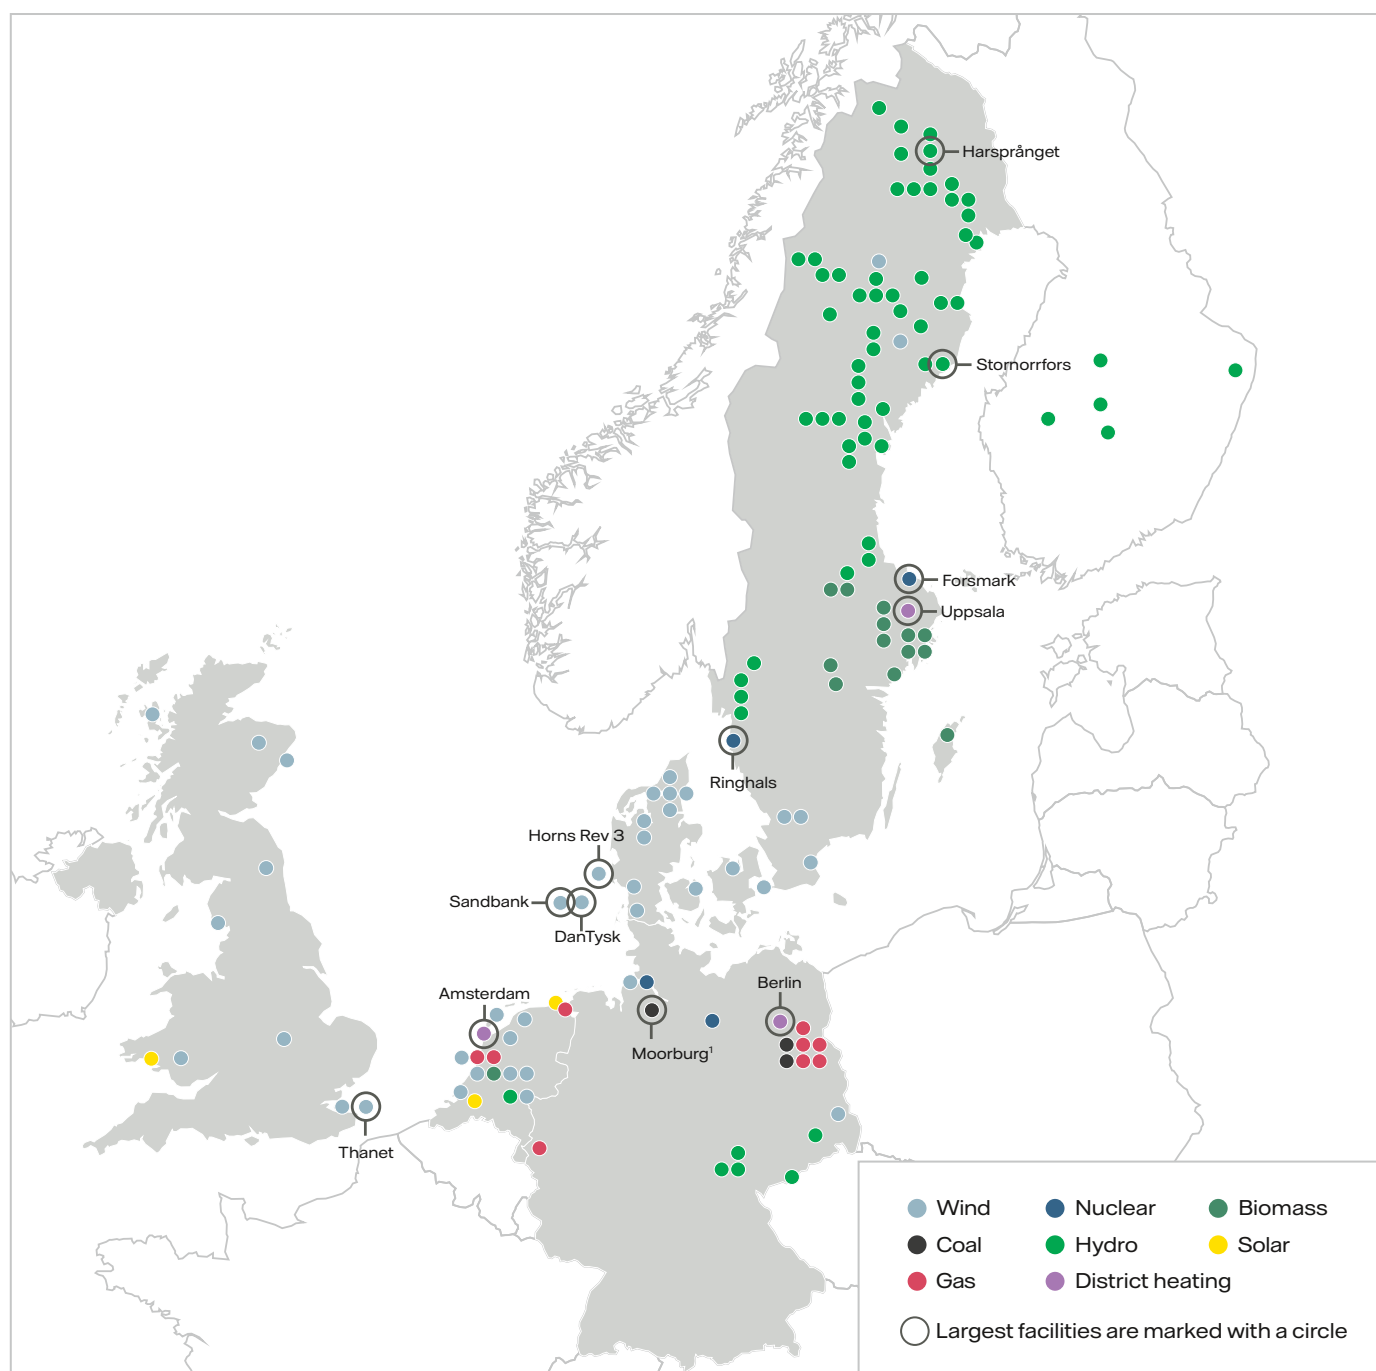 Harsprånget
Stornorrfors
Forsmark
Uppsala
Ringhals
Horns Rev 3
Sandbank
DanTysk
Amsterdam
Berlin
Moorburg¹
Thanet
Wind
Nuclear
Biomass
Coal
Hydro
Solar
Gas
District heating
Largest facilities are marked with a circle